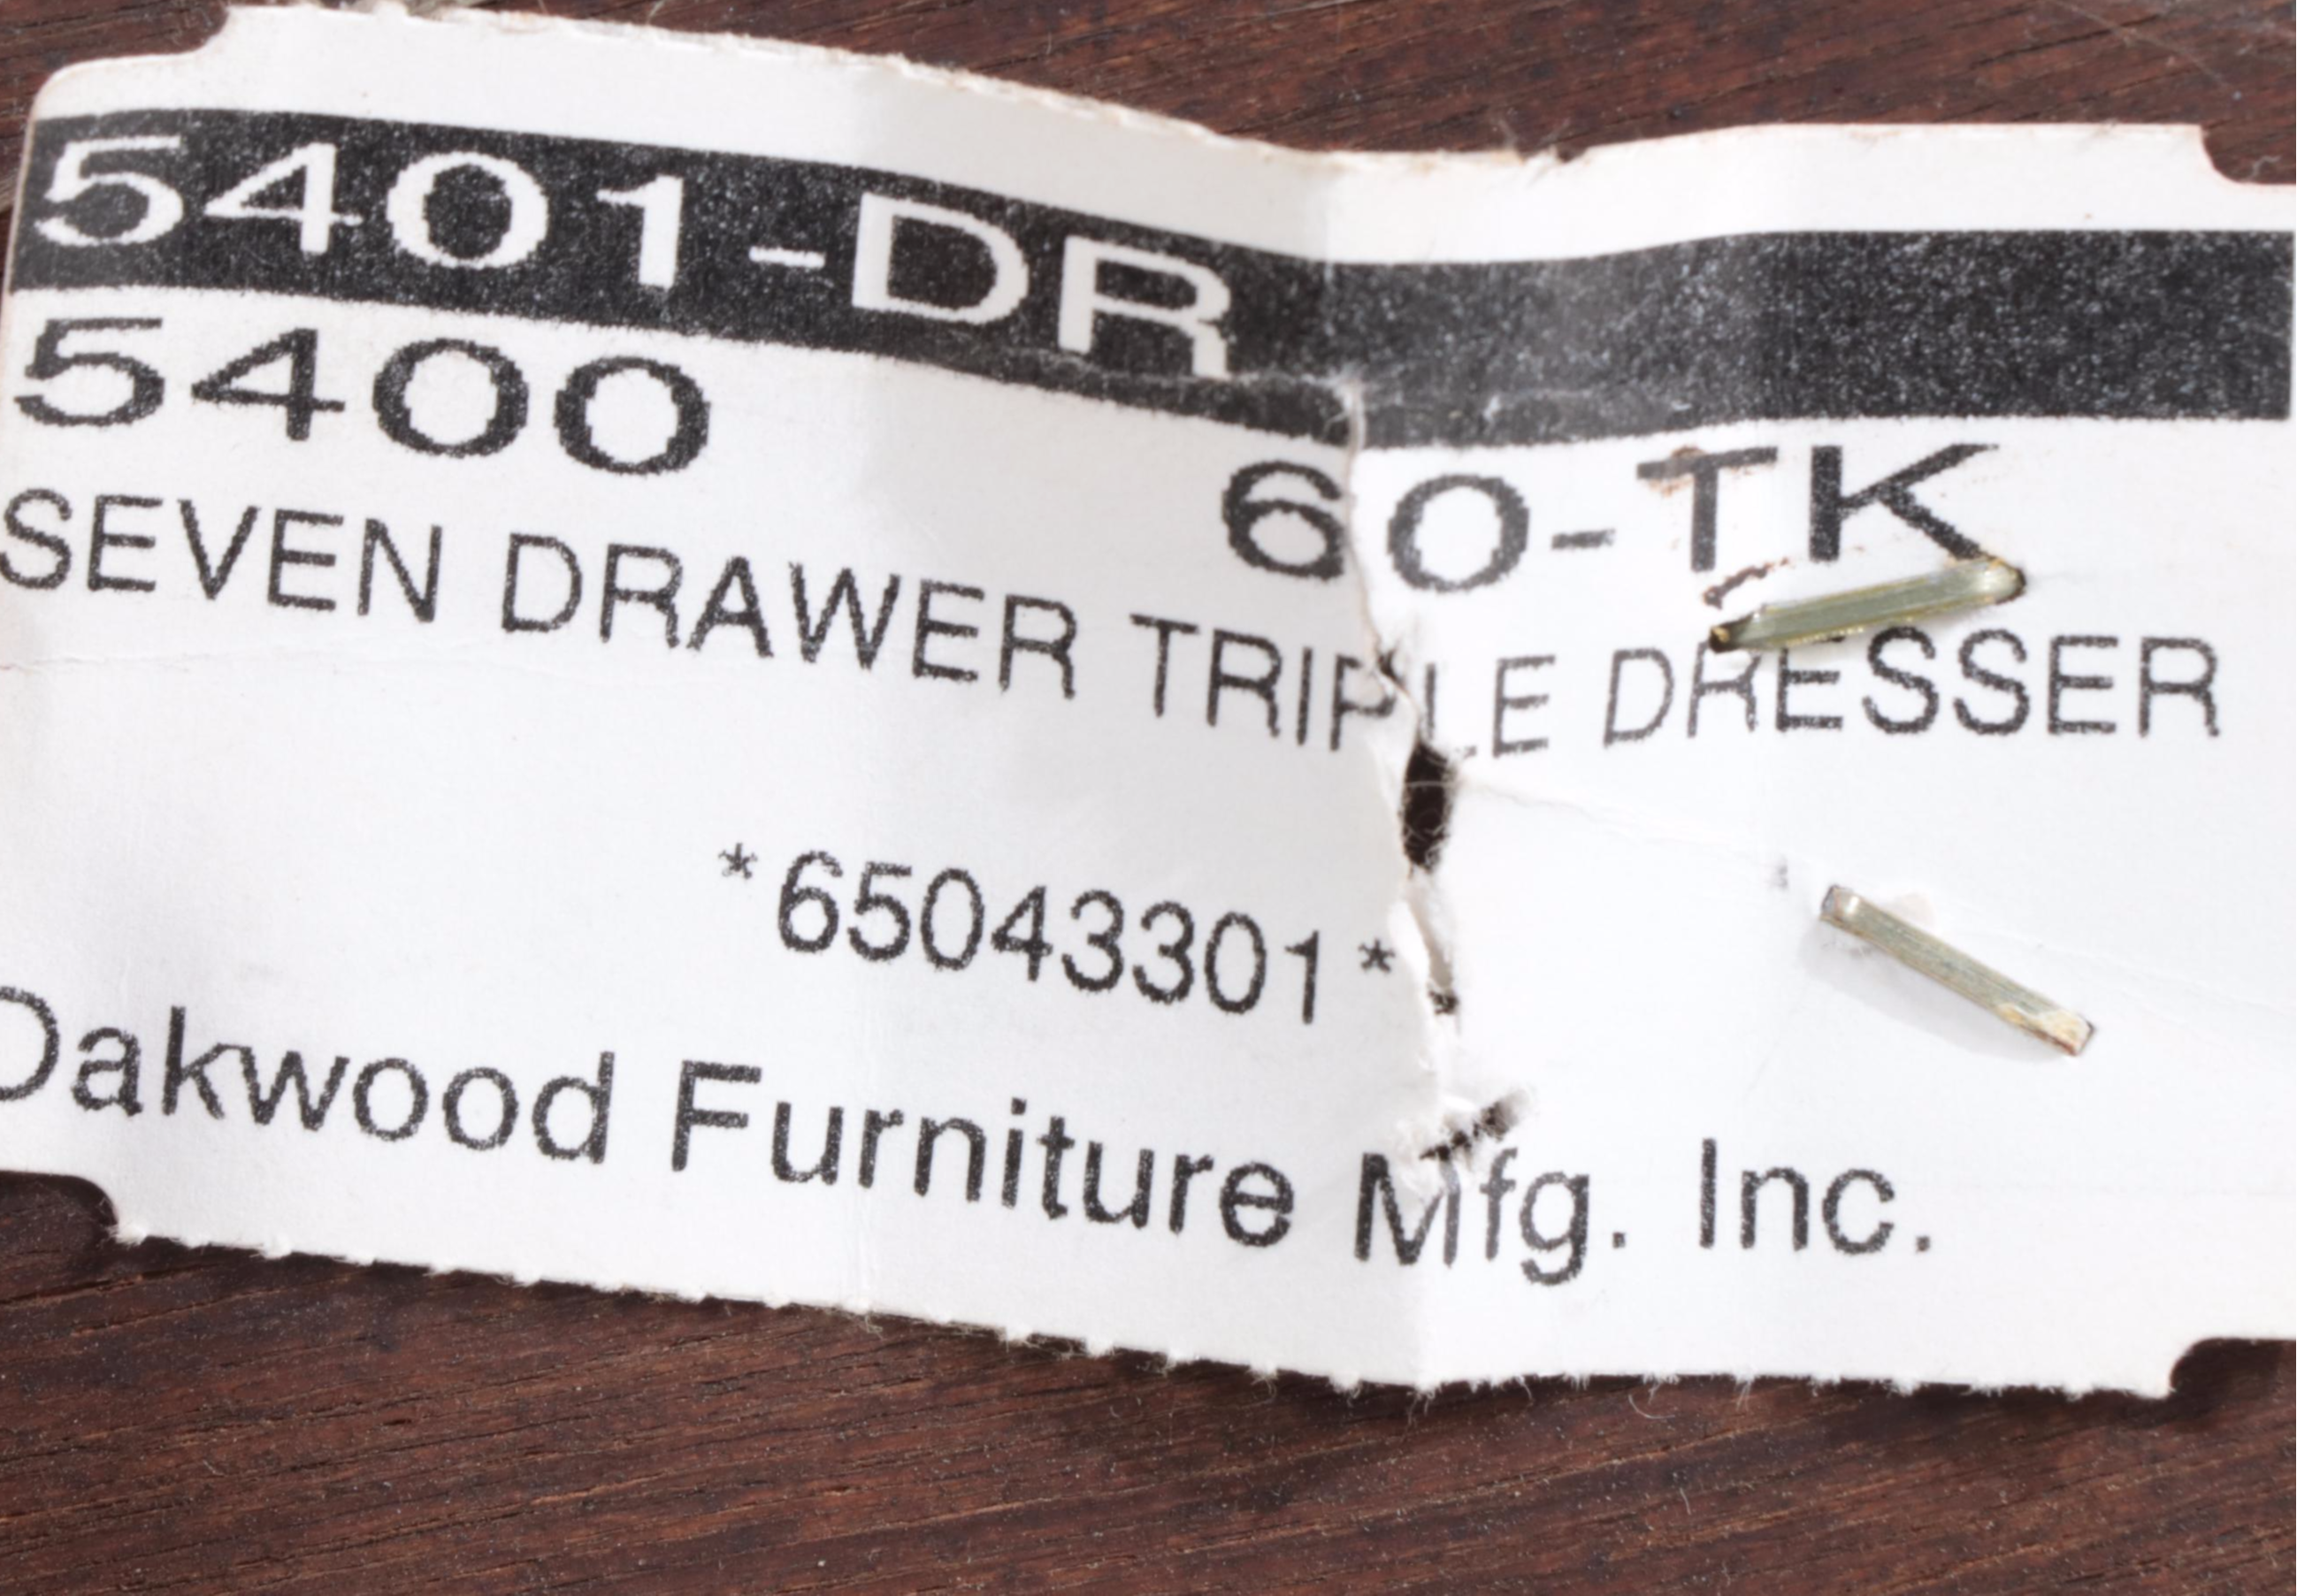 5401-DR
5400 60-TK
SEVEN DRAWER TRIPLE DRESSER
*65043301*
Oakwood Furniture Mfg. Inc.